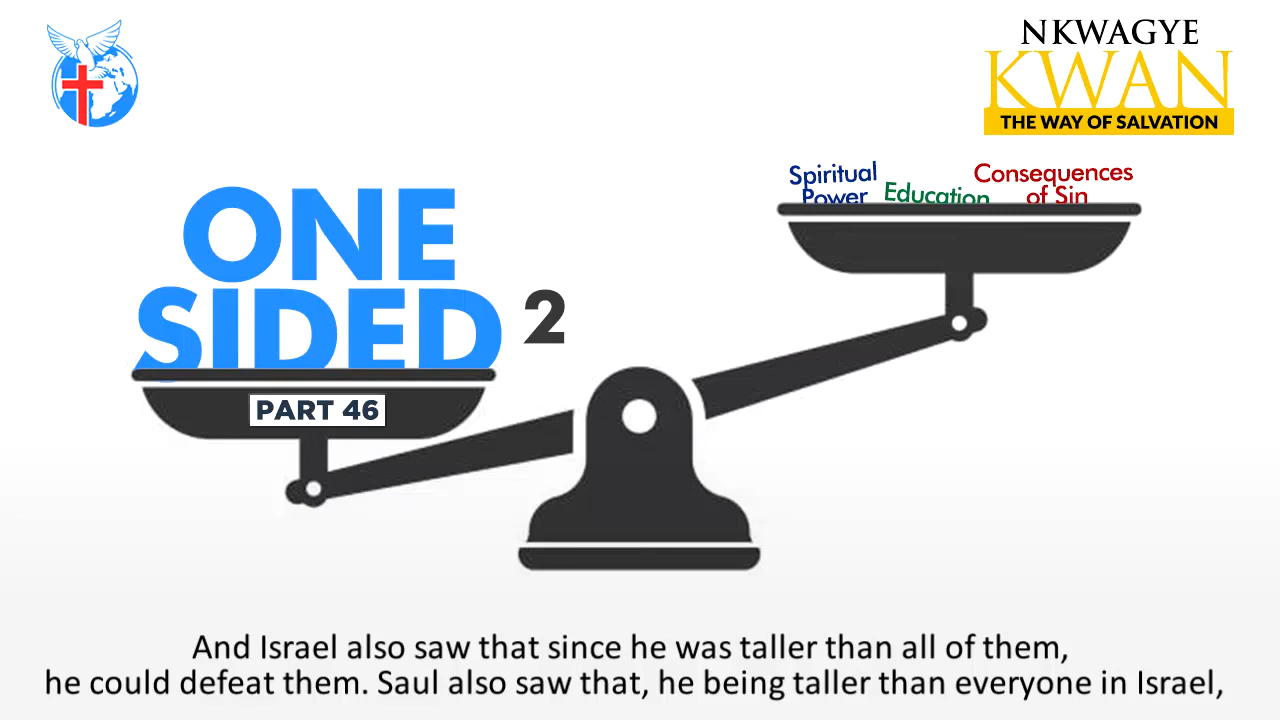 NKWAGYE
KWAN
THE WAY OF SALVATION
Spiritual
Power
Education
Consequences
of Sin
ONE
SIDED 2
PART 46
And Israel also saw that since he was taller than all of them,
he could defeat them. Saul also saw that, he being taller than everyone in Israel,